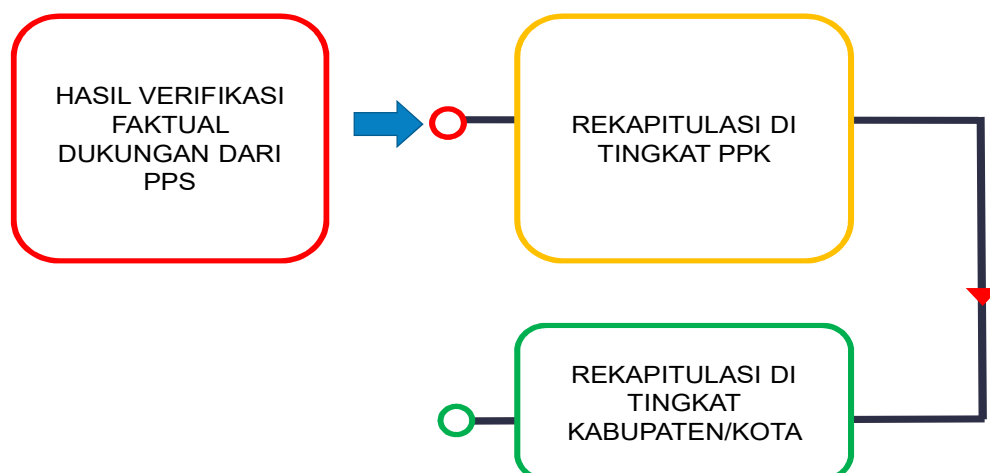 HASIL VERIFIKASI
FAKTUAL
DUKUNGAN DARI
PPS
REKAPITULASI DI
TINGKAT PPK
REKAPITULASI DI
TINGKAT
KABUPATEN/KOTA